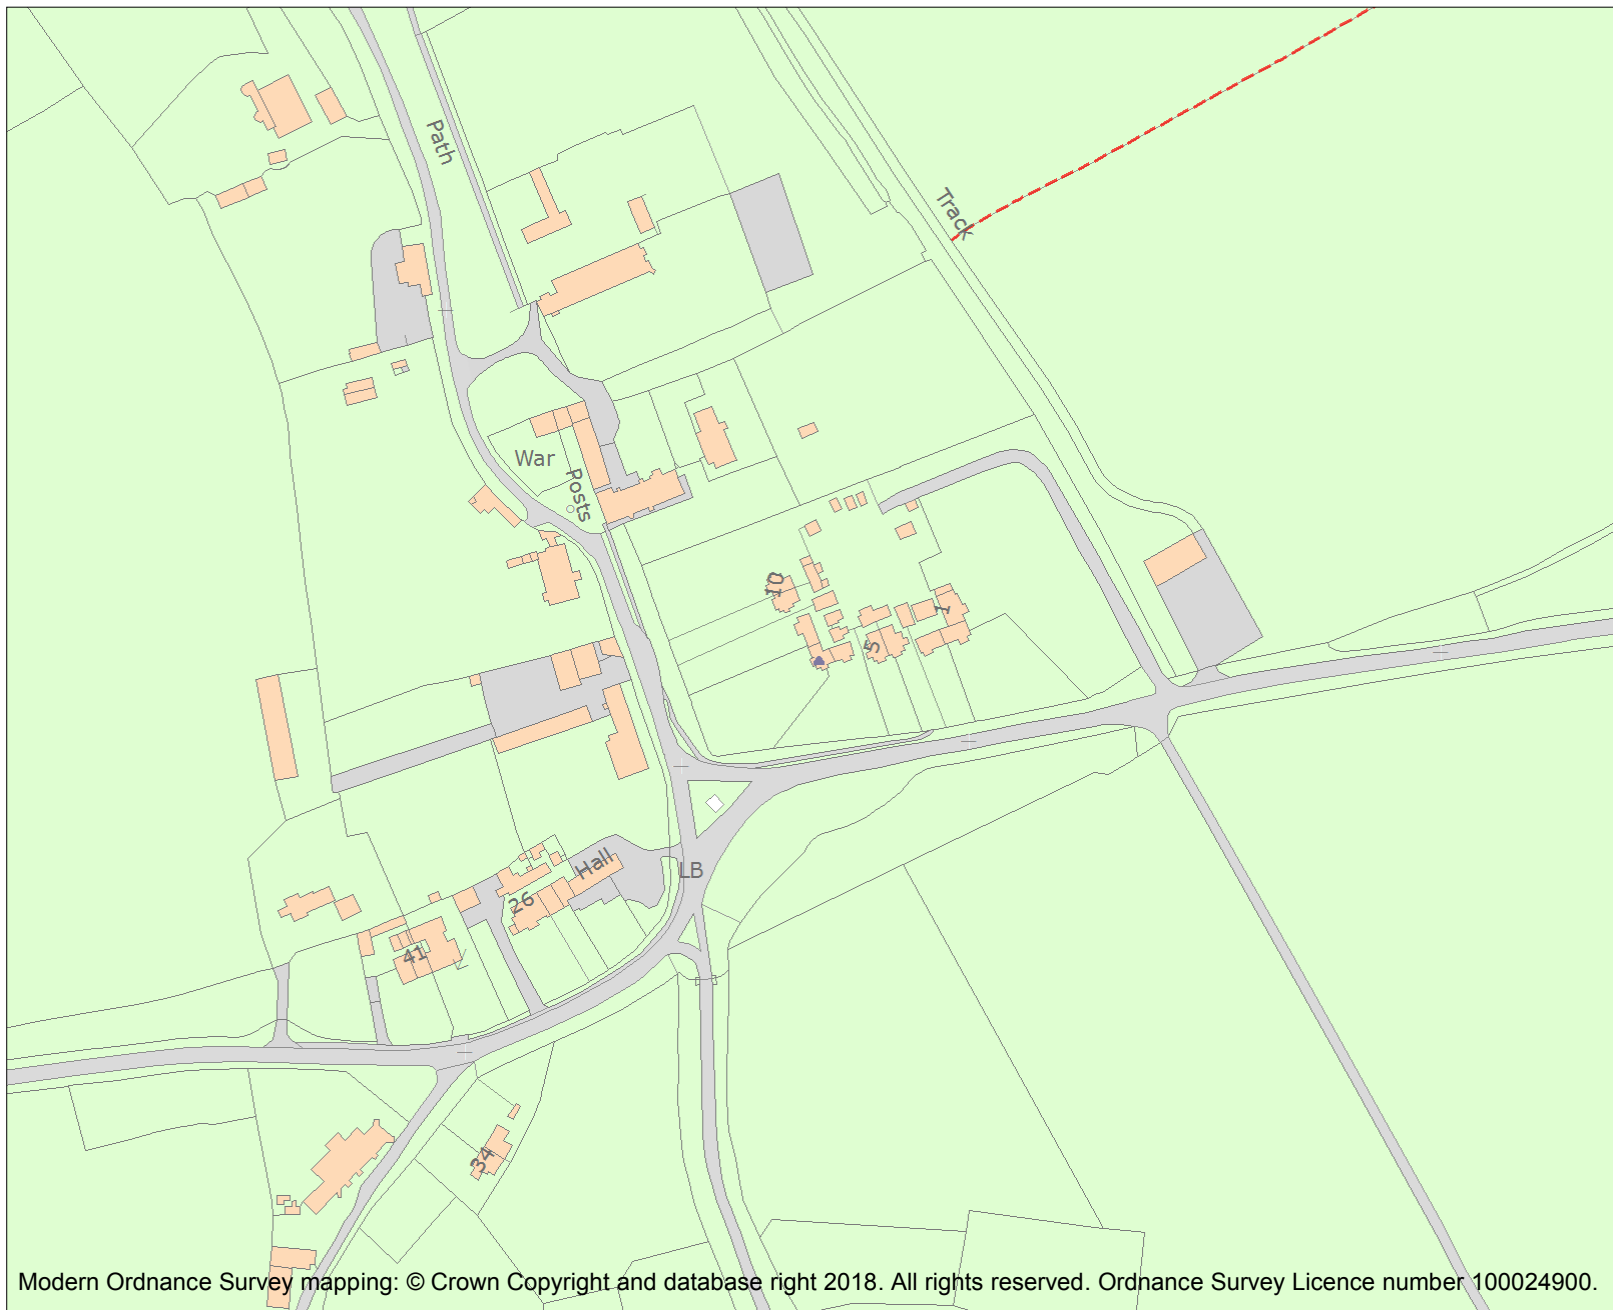 Path
Track
War
Posts
10
1
5
Hall
LB
26
41
34
Modern Ordnance Survey mapping: © Crown Copyright and database right 2018. All rights reserved. Ordnance Survey Licence number 100024900.